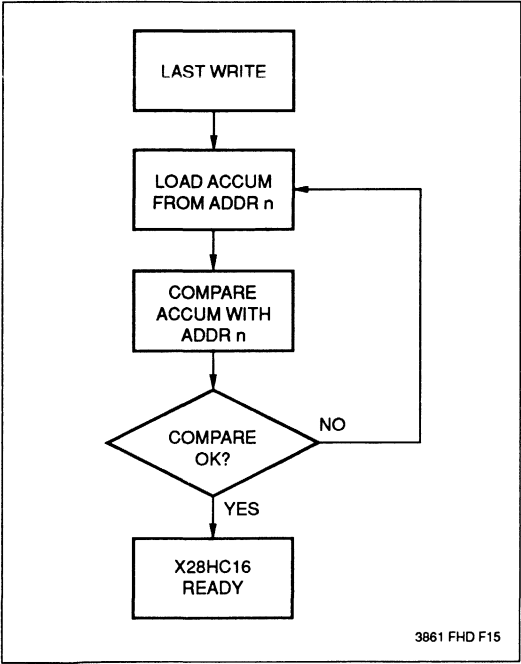 LAST WRITE
LOAD ACCUM
FROM ADDR n
COMPARE
ACCUM WITH
ADDR n
COMPARE
OK?
NO
YES
X28HC16
READY
3861 FHD F15